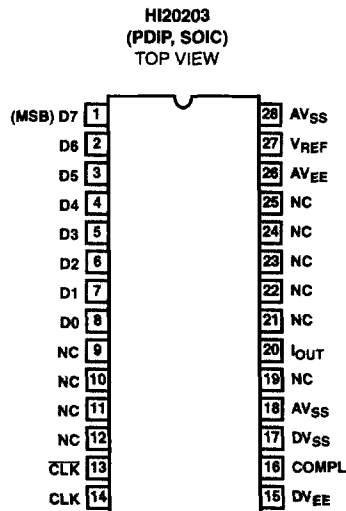 HI20203
(PDIP, SOIC)
TOP VIEW
(MSB) D7 1 28 AVSS
D6 2 27 VREF
D5 3 26 AVEE
D4 4 25 NC
D3 5 24 NC
D2 6 23 NC
D1 7 22 NC
D0 8 21 NC
NC 9 20 IOUT
NC 10 19 NC
NC 11 18 AVSS
NC 12 17 DVSS
CLK 13 16 COMPL
CLK 14 15 DVEE